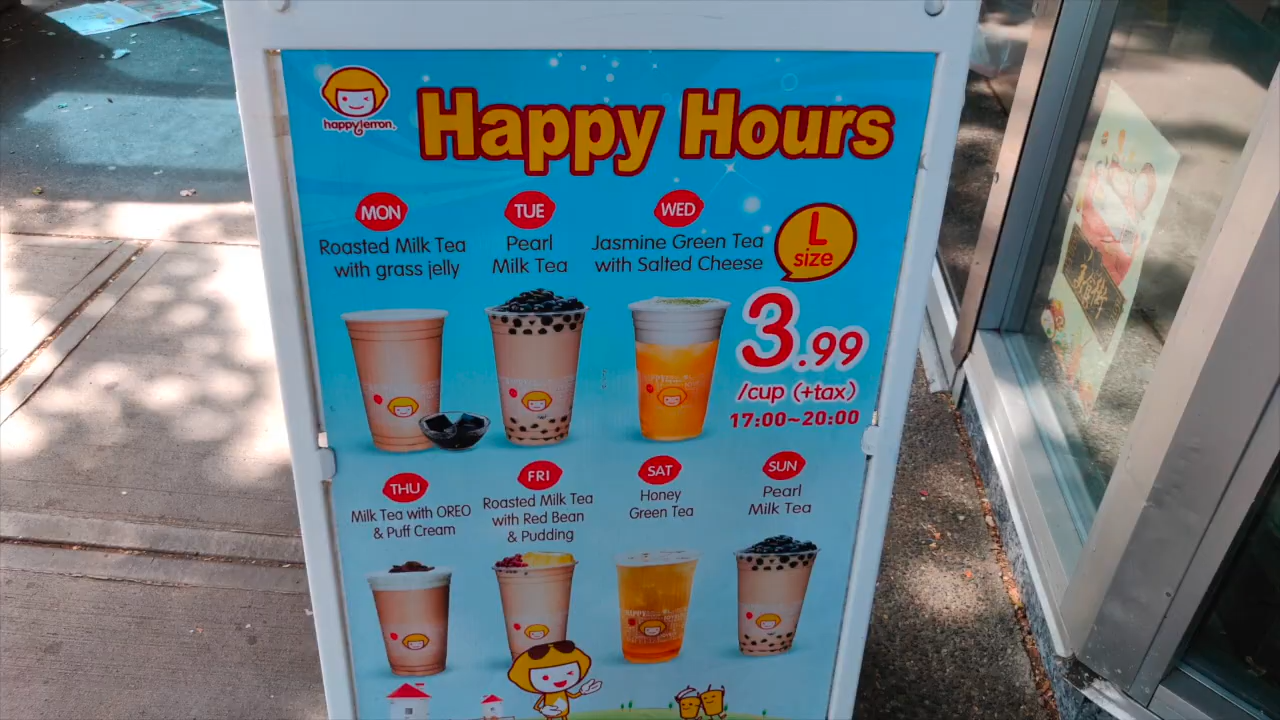 happylemon.
Happy Hours
MON
Roasted Milk Tea
with grass jelly
TUE
Pearl
Milk Tea
WED
Jasmine Green Tea
with Salted Cheese
L
size
3.99
/cup (+tax)
17:00~20:00
THU
Milk Tea with OREO
& Puff Cream
FRI
Roasted Milk Tea
with Red Bean
& Pudding
SAT
Honey
Green Tea
SUN
Pearl
Milk Tea